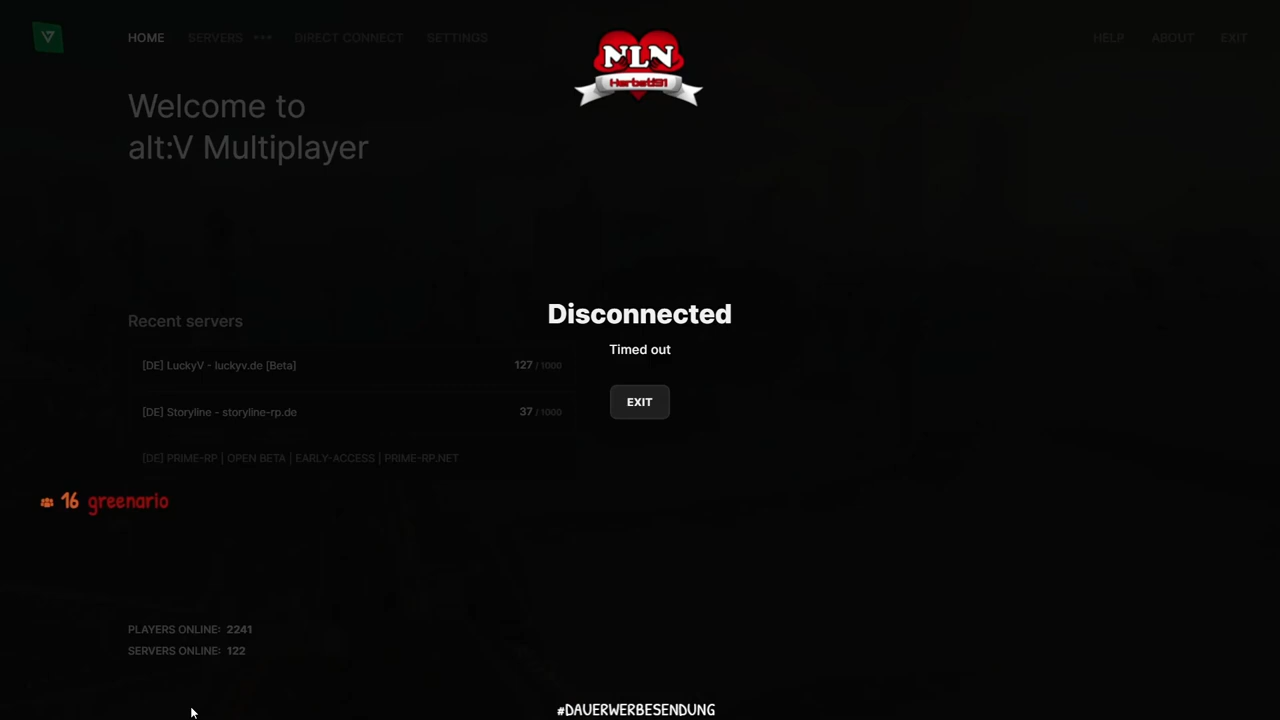 HOME
SERVERS
DIRECT CONNECT
SETTINGS
HELP
ABOUT
EXIT
NLN
Welcome to
alt:V Multiplayer
Disconnected
Timed out
EXIT
Recent servers
[DE] LuckyV - luckyv.de [Beta]
127 / 1000
[DE] Storyline - storyline-rp.de
37 / 1000
[DE] PRIME-RP | OPEN BETA | EARLY-ACCESS | PRIME-RP.NET
16 greenario
PLAYERS ONLINE: 2241
SERVERS ONLINE: 122
#DAUERWERBESENDUNG